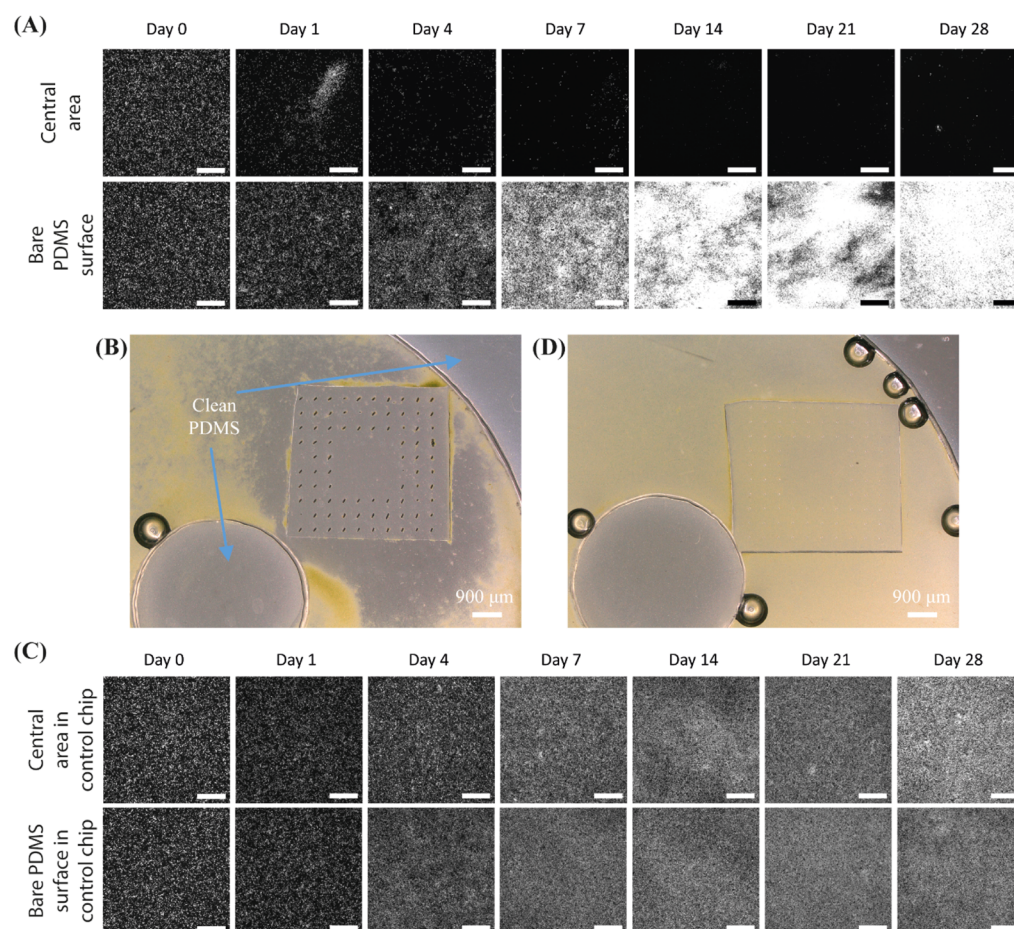 (A)
Day 0 Day 1 Day 4 Day 7 Day 14 Day 21 Day 28
Central
area
Bare
PDMS
surface
(B)
Clean
PDMS
900 μm
(D)
900 μm
(C)
Day 0 Day 1 Day 4 Day 7 Day 14 Day 21 Day 28
Central
area in
control chip
Bare PDMS
surface in
control chip